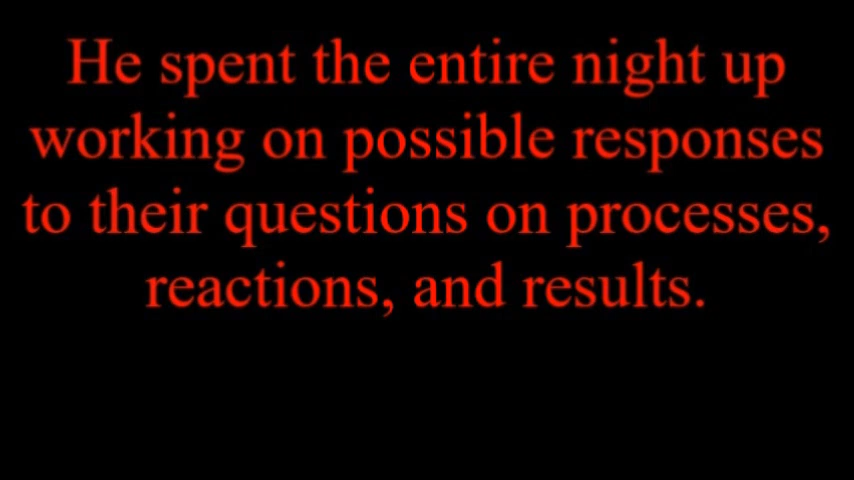 He spent the entire night up
working on possible responses
to their questions on processes,
reactions, and results.